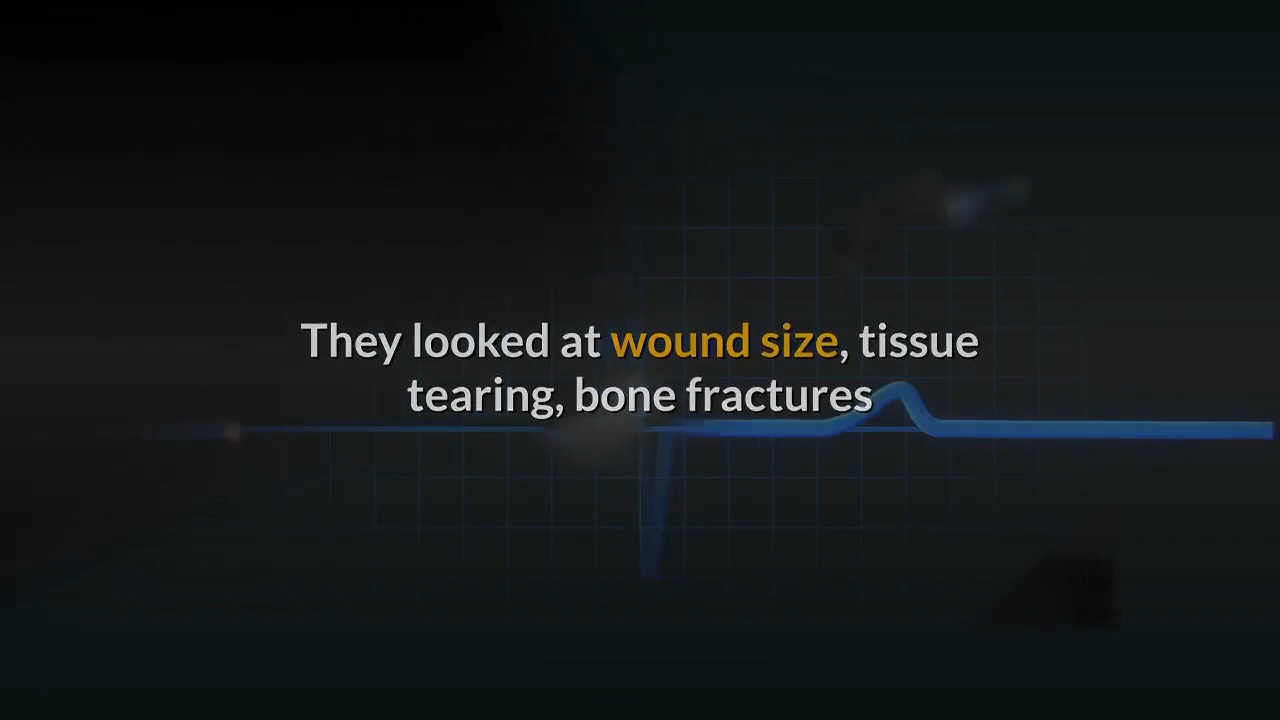 They looked at wound size, tissue
tearing, bone fractures